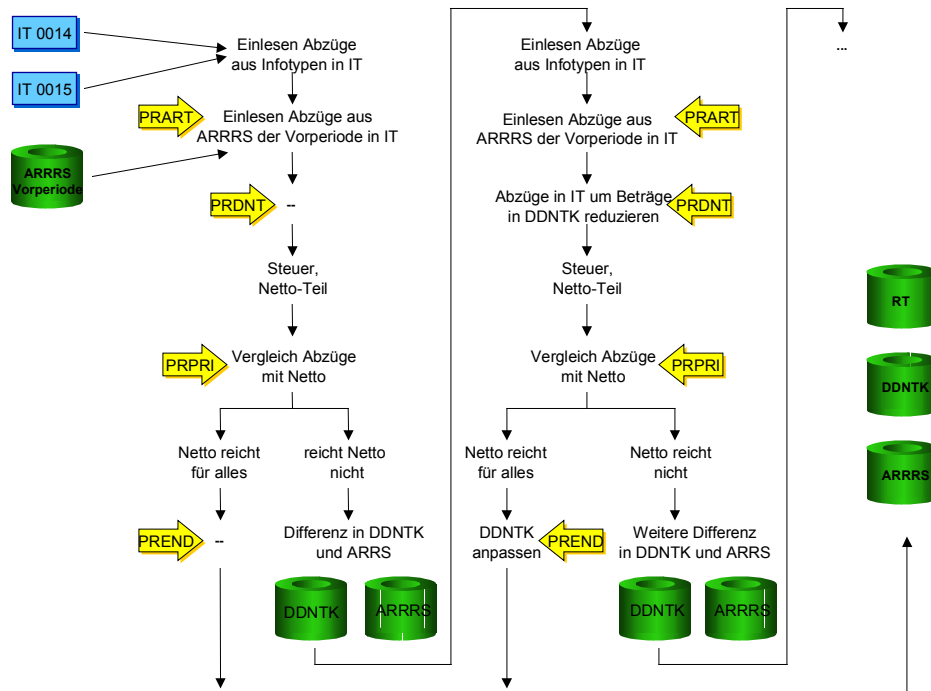 IT 0014
IT 0015
ARRRS
Vorperiode
Einlesen Abzüge
aus Infotypen in IT
PRART
Einlesen Abzüge aus
ARRRS der Vorperiode in IT
PRDNT
--
Steuer,
Netto-Teil
PRPRI
Vergleich Abzüge
mit Netto
Netto reicht
für alles
reicht Netto
nicht
PREND
--
Differenz in DDNTK
und ARRS
DDNTK
ARRRS
Einlesen Abzüge
aus Infotypen in IT
Einlesen Abzüge aus
ARRRS der Vorperiode in IT
PRART
Abzüge in IT um Beträge
in DDNTK reduzieren
PRDNT
Steuer,
Netto-Teil
Vergleich Abzüge
mit Netto
PRPRI
Netto reicht
für alles
Netto reicht
nicht
DDNTK
anpassen
PREND
Weitere Differenz
in DDNTK und ARRS
DDNTK
ARRRS
...
RT
DDNTK
ARRRS